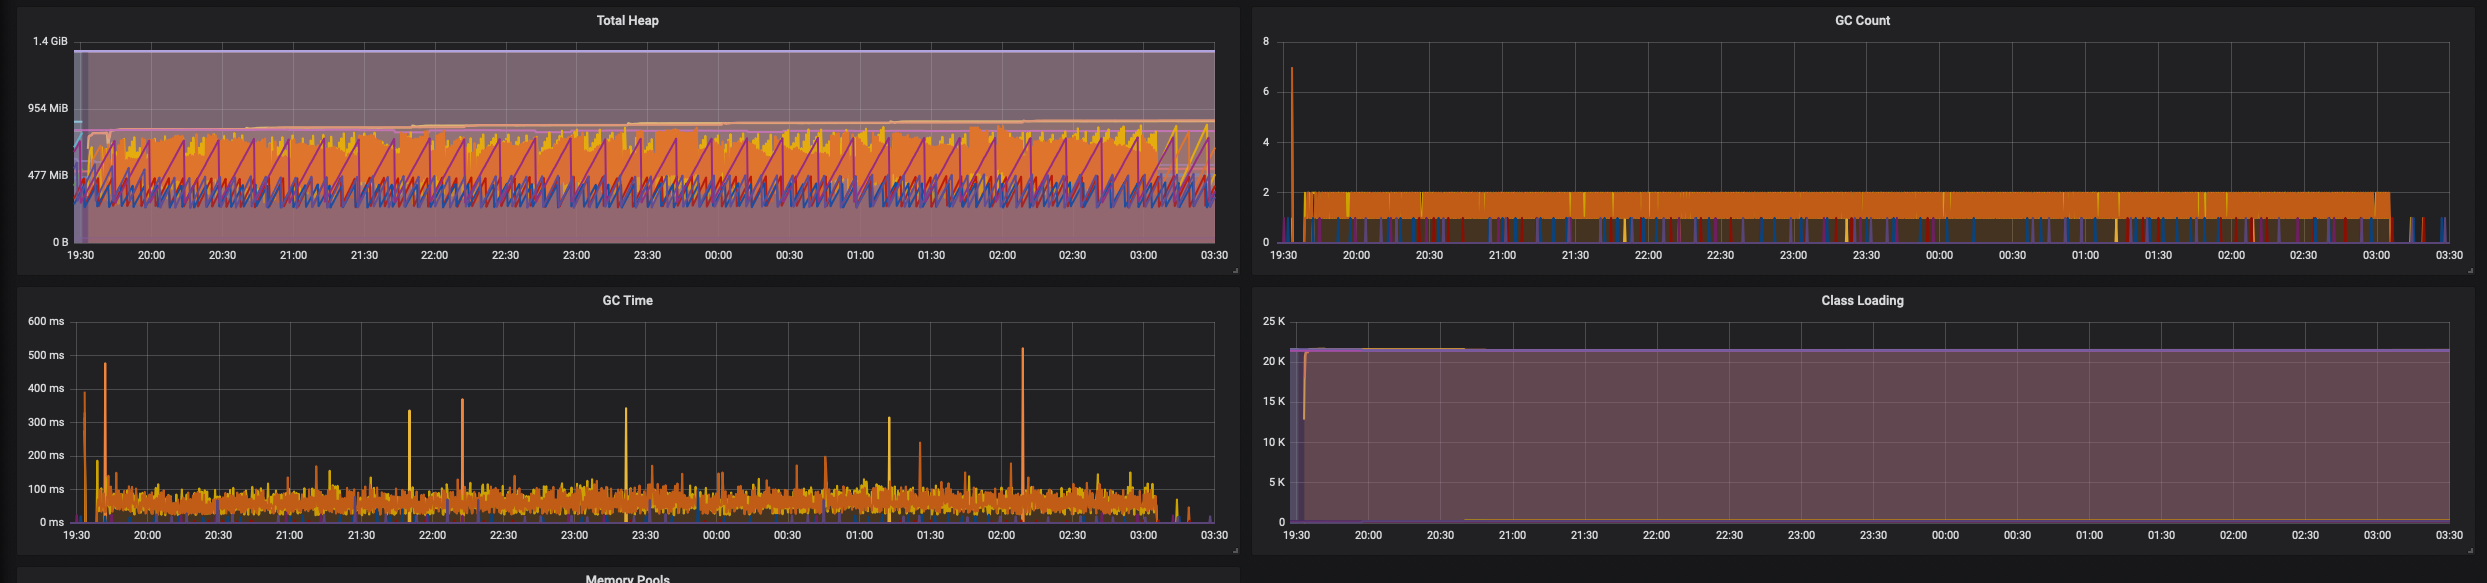 Total Heap
1.4 GiB
954 MiB
477 MiB
0 B
19:30 20:00 20:30 21:00 21:30 22:00 22:30 23:00 23:30 00:00 00:30 01:00 01:30 02:00 02:30 03:00 03:30
GC Count
8
6
4
2
0
19:30 20:00 20:30 21:00 21:30 22:00 22:30 23:00 23:30 00:00 00:30 01:00 01:30 02:00 02:30 03:00 03:30
GC Time
600 ms
500 ms
400 ms
300 ms
200 ms
100 ms
0 ms
19:30 20:00 20:30 21:00 21:30 22:00 22:30 23:00 23:30 00:00 00:30 01:00 01:30 02:00 02:30 03:00 03:30
Class Loading
25 K
20 K
15 K
10 K
5 K
0
19:30 20:00 20:30 21:00 21:30 22:00 22:30 23:00 23:30 00:00 00:30 01:00 01:30 02:00 02:30 03:00 03:30
Memory Pools